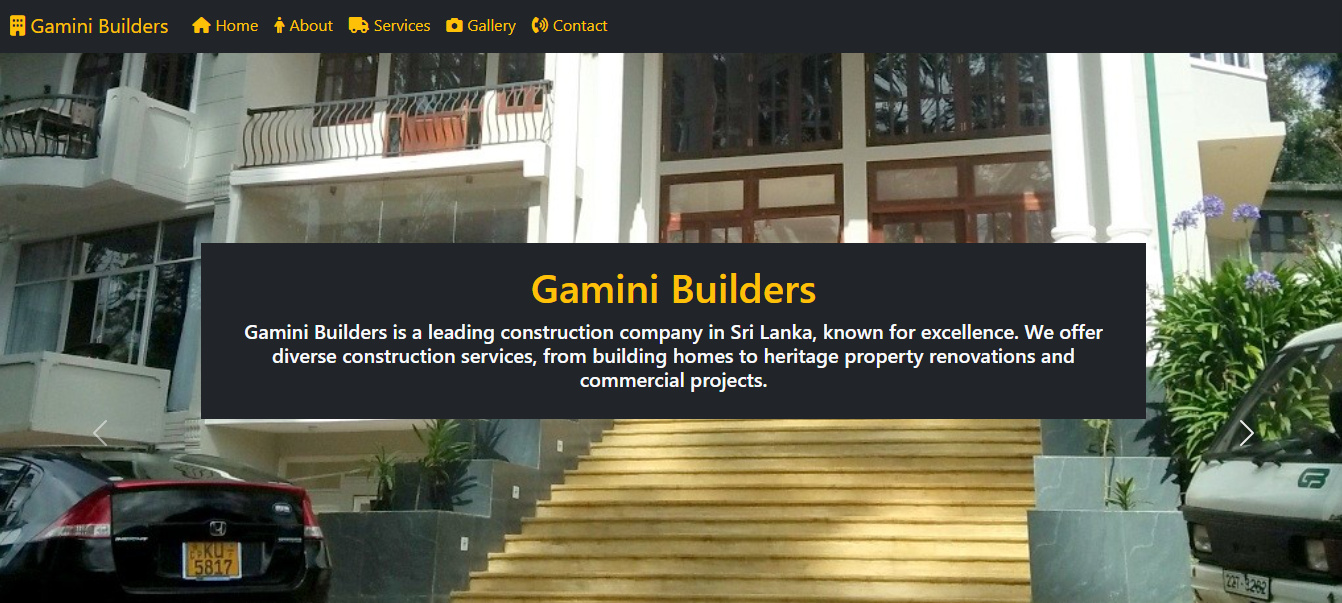 Gamini Builders Home About Services Gallery Contact
Gamini Builders
Gamini Builders is a leading construction company in Sri Lanka, known for excellence. We offer
diverse construction services, from building homes to heritage property renovations and
commercial projects.
GB
KU
5817